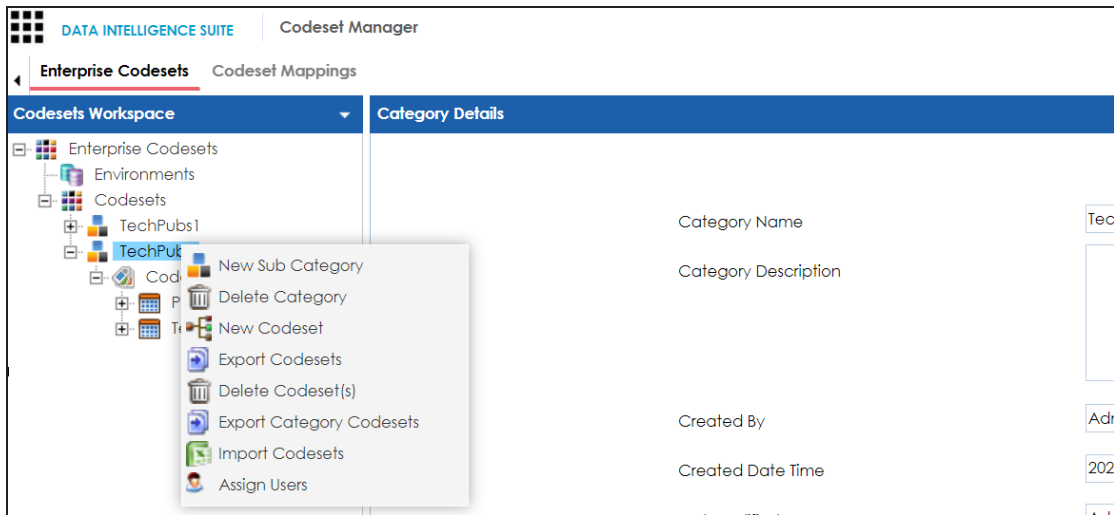 DATA INTELLIGENCE SUITE
Codeset Manager
Enterprise Codesets
Codeset Mappings
Codesets Workspace
Category Details
Enterprise Codesets
Environments
Codesets
TechPubs1
New Sub Category
Delete Category
New Codeset
Export Codesets
Delete Codeset(s)
Export Category Codesets
Import Codesets
Assign Users
Category Name
Category Description
Created By
Created Date Time